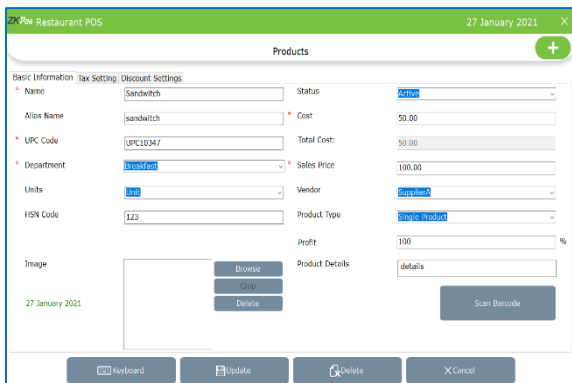 ZKPos Restaurant POS 27 January 2021 X
Products
+
Basic Information Tax Setting Discount Settings
* Name Sandwitch Status Active
Alias Name sandwitch * Cost 50.00
* UPC Code UPC10347 Total Cost: 50.00
* Department Breakfast * Sales Price 100.00
Units Unit Vendor SupplierA
HSN Code 123 Product Type Single Product
Profit 100 %
Image Browse Product Details details
Crop
27 January 2021 Delete Scan Barcode
Keyboard Update Delete X Cancel